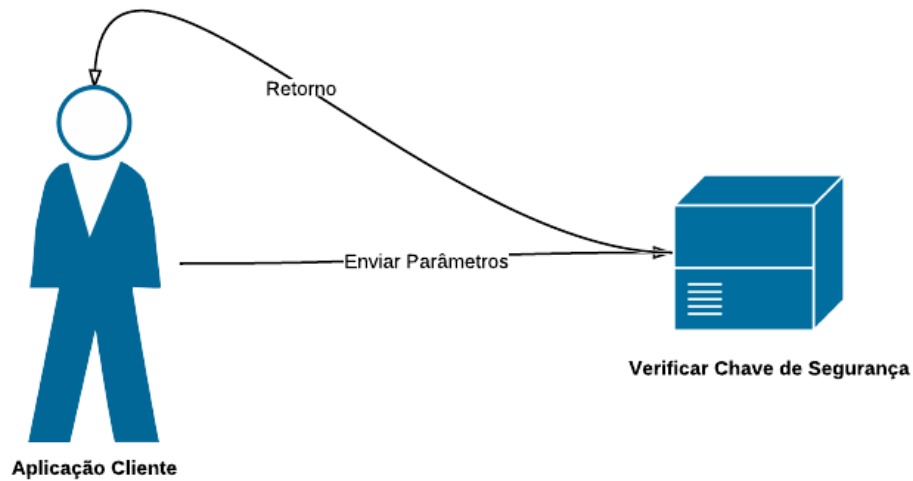 Retorno
Enviar Parâmetros
Verificar Chave de Segurança
Aplicação Cliente